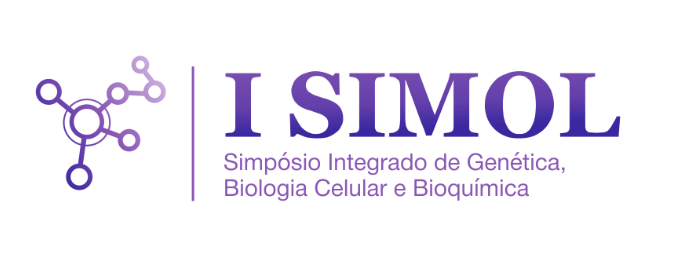 I SIMOL
Simpósio Integrado de Genética,
Biologia Celular e Bioquímica